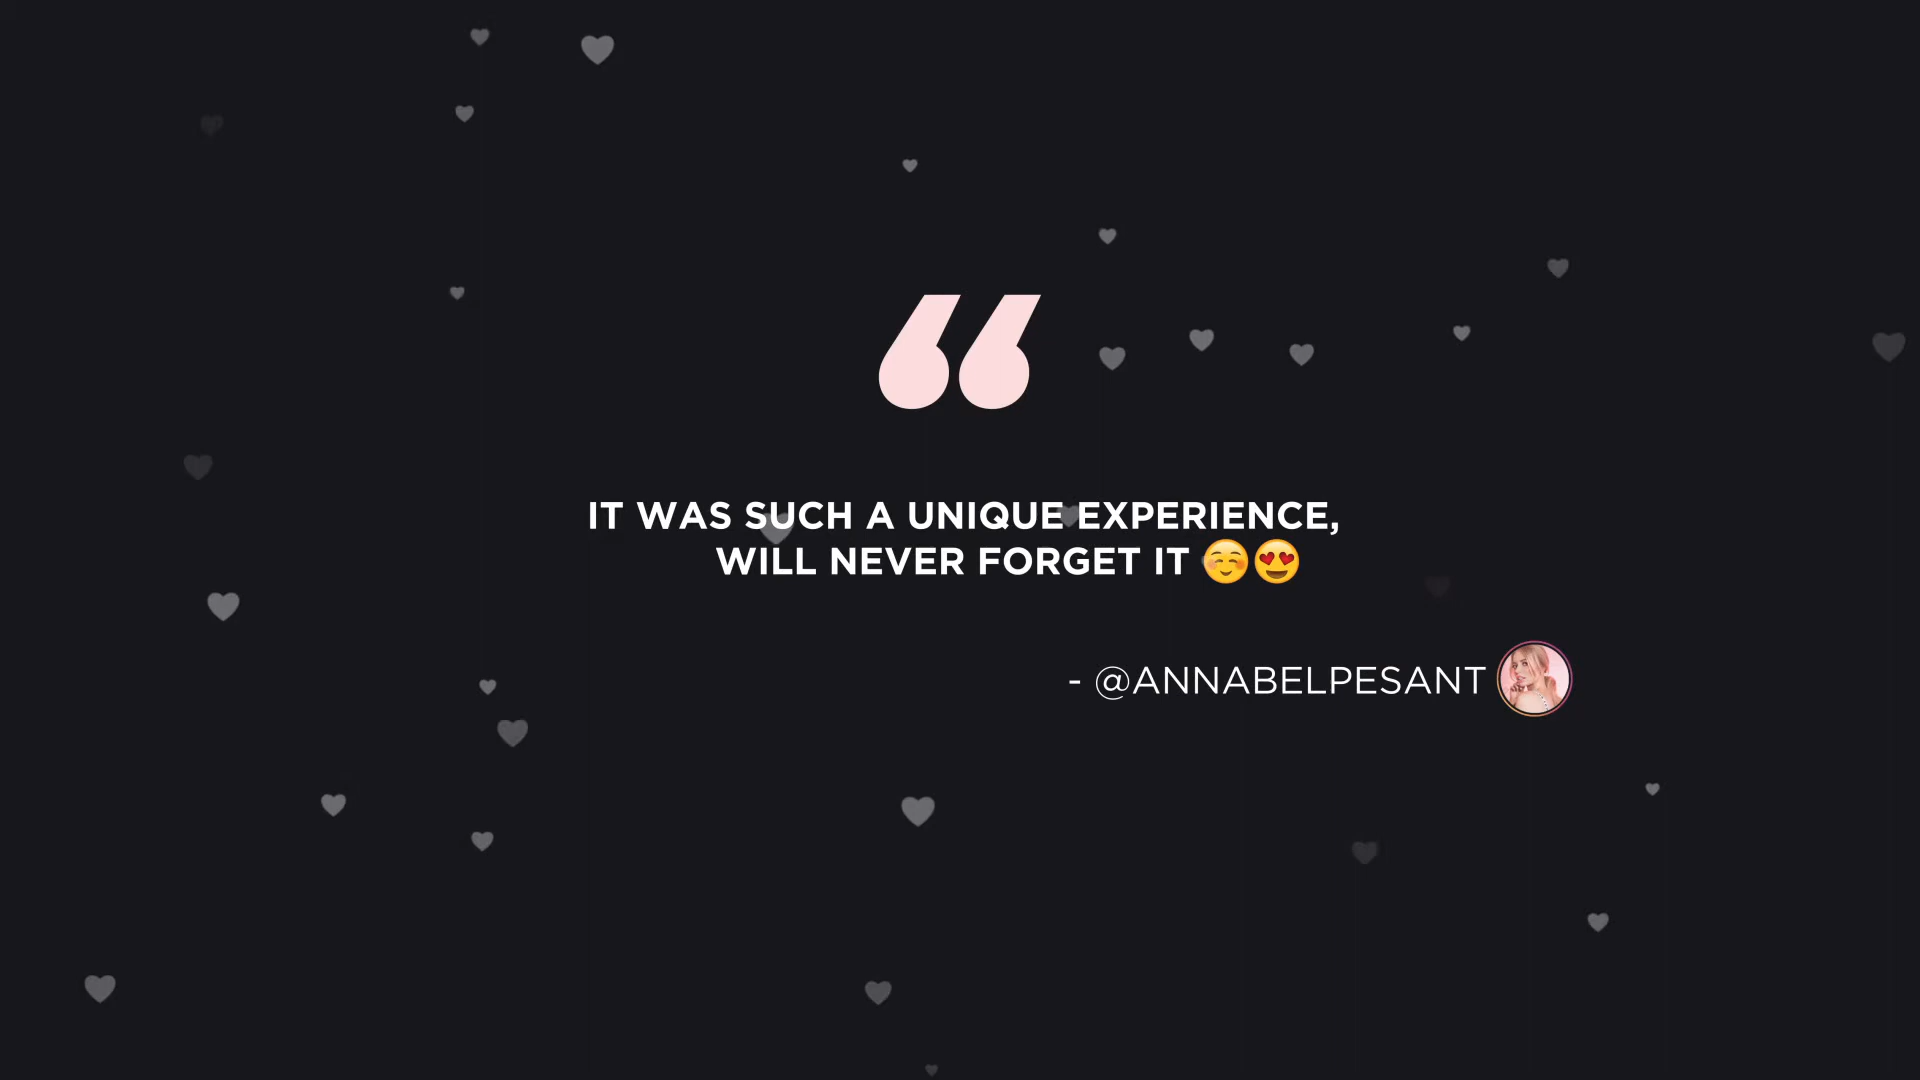 “
IT WAS SUCH A UNIQUE EXPERIENCE,
WILL NEVER FORGET IT ☺️😍
- @ANNABELPESANT